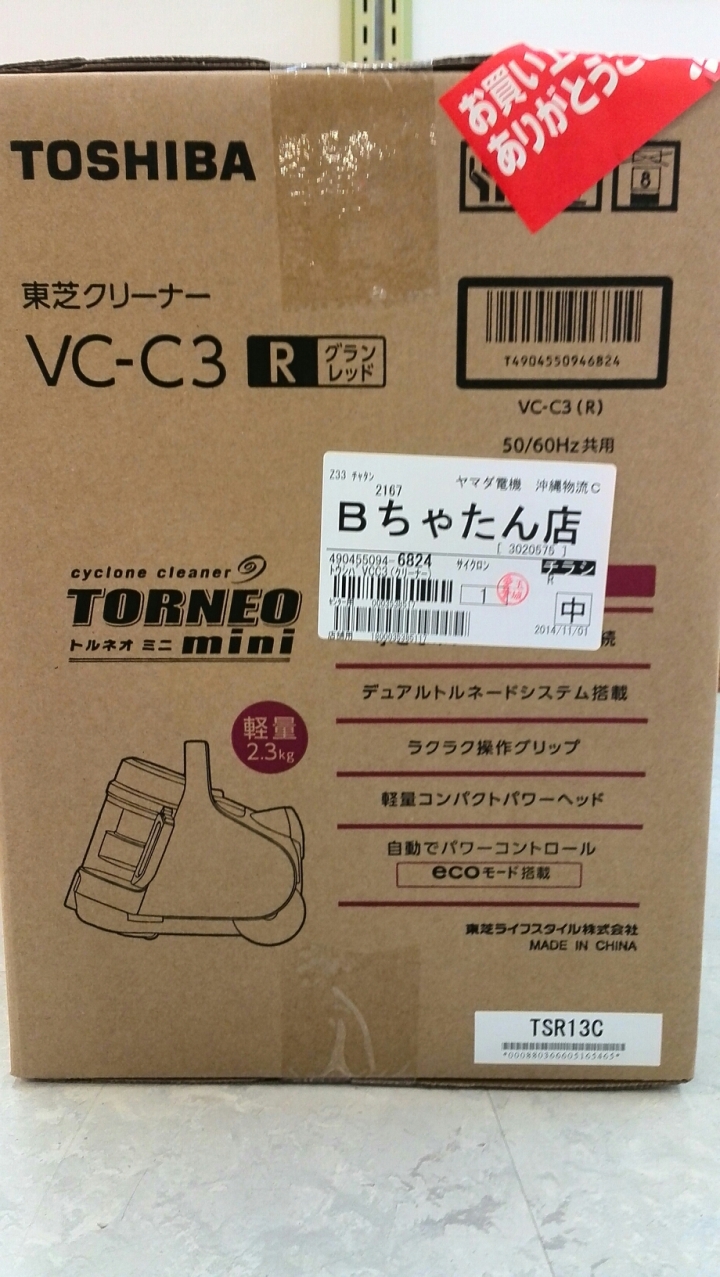 お買い上
ありがとうご
TOSHIBA
8
東芝クリーナー
VC-C3 R グラン
レッド
T4904550946824
VC-C3(R)
50/60Hz共用
Z33 チャタン
2167
ヤマダ電機 沖縄物流C
Bちゃたん店
[ 3020575 ]
490455094-6824 サイクロン チラシ
トウシバ VCC3(クリーナー) R
1
中
2014/11/01
cyclone cleaner
TORNEO
トルネオ ミニ mini
続
デュアルトルネードシステム搭載
軽量
2.3kg
ラクラク操作グリップ
軽量コンパクトパワーヘッド
自動でパワーコントロール
ecoモード搭載
東芝ライフスタイル株式会社
MADE IN CHINA
TSR13C
*000880366605165465*